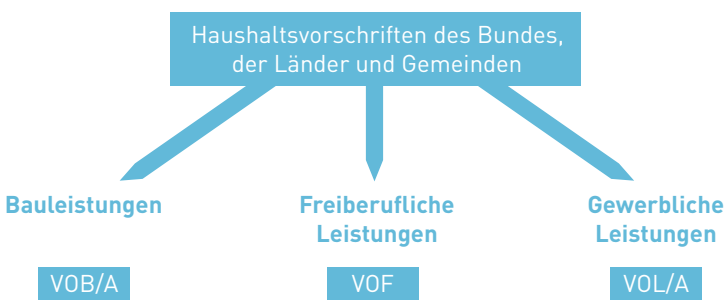 Haushaltsvorschriften des Bundes,
der Länder und Gemeinden
Bauleistungen
Freiberufliche
Leistungen
Gewerbliche
Leistungen
VOB/A
VOF
VOL/A